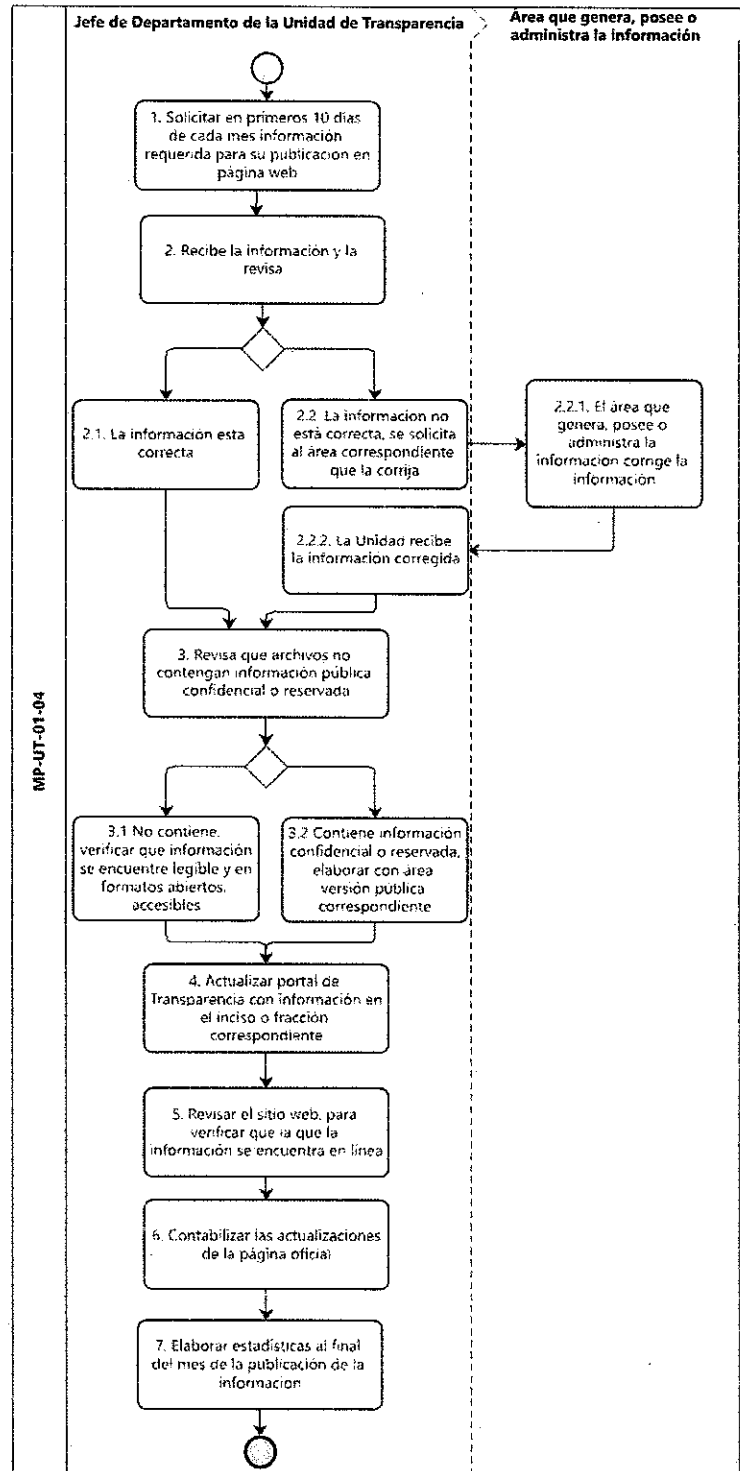 Jefe de Departamento de la Unidad de Transparencia
Área que genera, posee o
administra la información
MP-UT-01-04
1. Solicitar en primeros 10 dias
de cada mes información
requerida para su publicacion en
página web
2. Recibe la información y la
revisa
2.1. La información esta
correcta
2.2. La informacion no
está correcta, se solicita
al área correspondiente
que la corrija
2.2.1. El área que
genera, posee o
administra la
informacion corrige la
información
2.2.2. La Unidad recibe
la información corregida
3. Revisa que archivos no
contengan información pública
confidencial o reservada
3.1 No contiene,
verificar que información
se encuentre legible y en
formatos abiertos,
accesibles
3.2 Contiene información
confidencial o reservada,
elaborar con área
versión pública
correspondiente
4. Actualizar portal de
Transparencia con información en
el inciso o fracción
correspondiente
5. Revisar el sitio web, para
verificar que la que la
información se encuentra en línea
6. Contabilizar las actualizaciones
de la página oficial
7. Elaborar estadísticas al final
del mes de la publicación de la
informacion